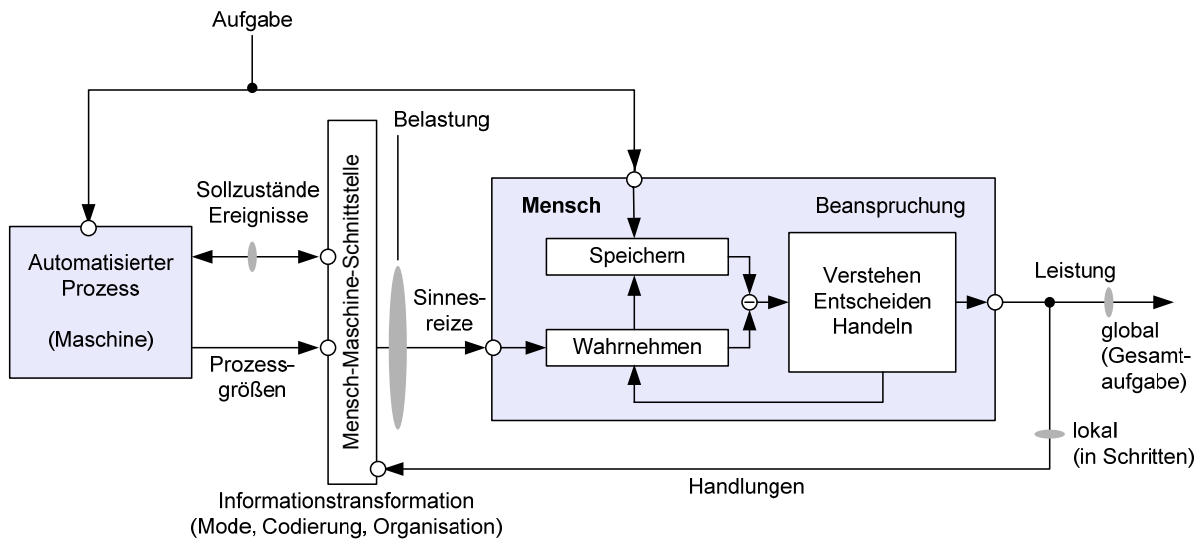 Aufgabe
Belastung
Mensch-Maschine-Schnittstelle
Sollzustände
Ereignisse
Automatisierter
Prozess
(Maschine)
Prozess-
größen
Sinnes-
reize
Mensch
Beanspruchung
Speichern
Wahrnehmen
Verstehen
Entscheiden
Handeln
Leistung
global
(Gesamt-
aufgabe)
lokal
(in Schritten)
Handlungen
Informationstransformation
(Mode, Codierung, Organisation)